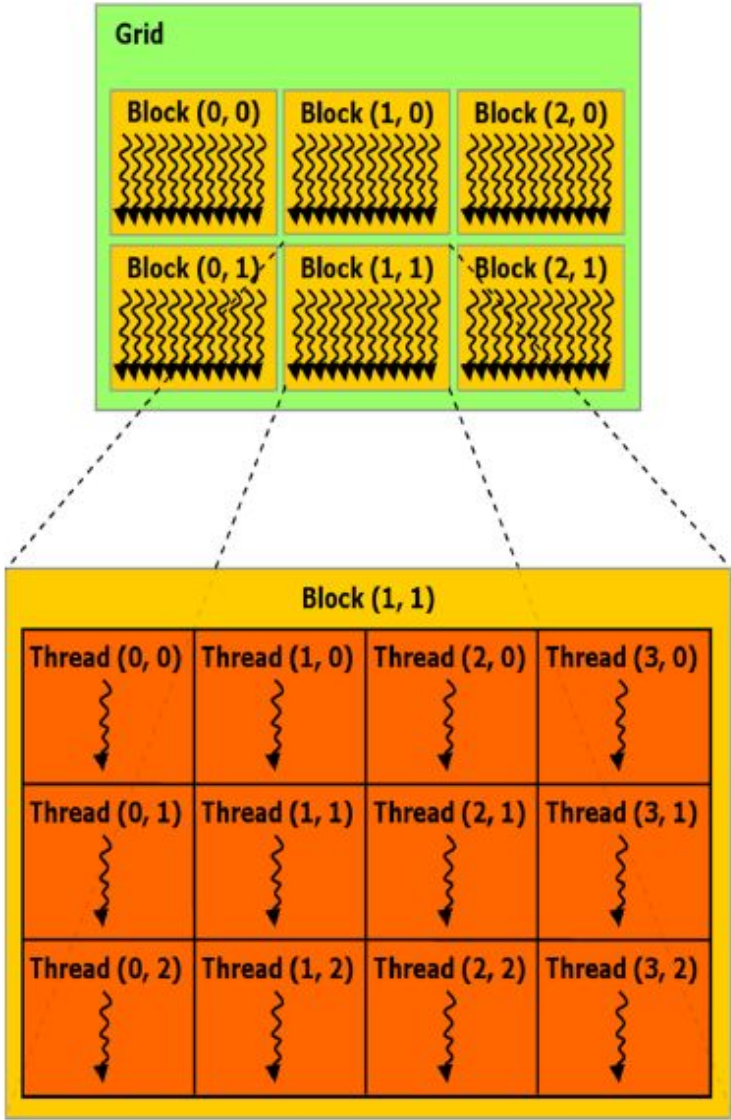 Grid
Block (0, 0) Block (1, 0) Block (2, 0)
Block (0, 1) Block (1, 1) Block (2, 1)
Block (1, 1)
Thread (0, 0) Thread (1, 0) Thread (2, 0) Thread (3, 0)
Thread (0, 1) Thread (1, 1) Thread (2, 1) Thread (3, 1)
Thread (0, 2) Thread (1, 2) Thread (2, 2) Thread (3, 2)